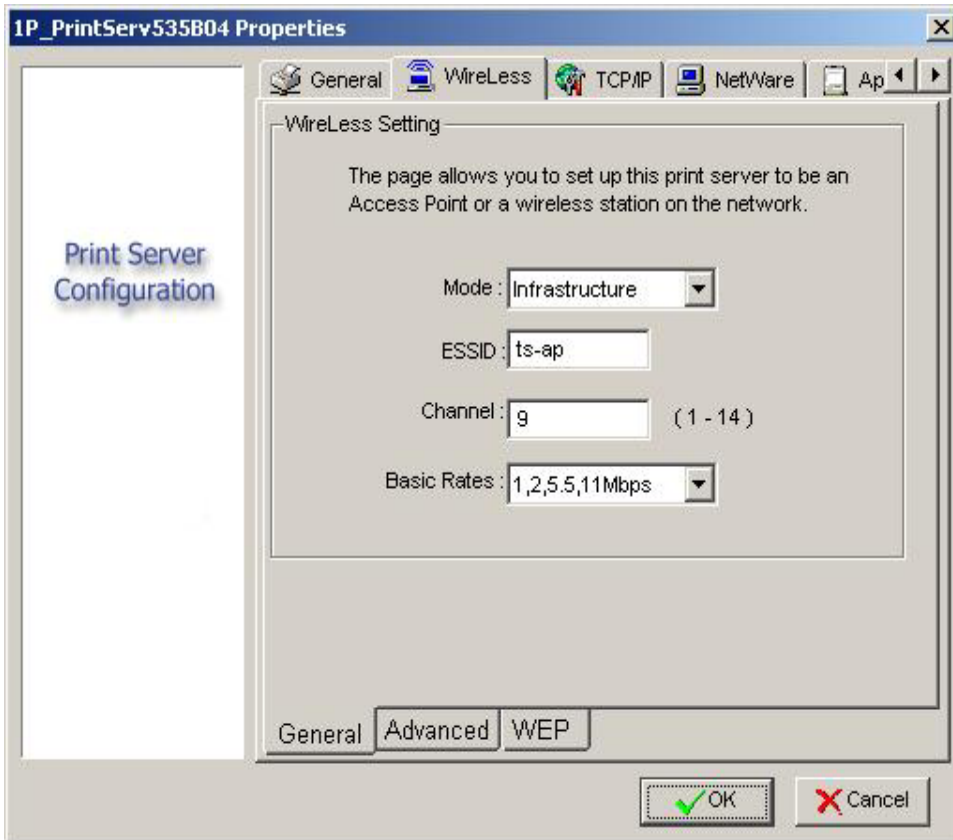 1P_PrintServ535B04 Properties
General WireLess TCP/IP NetWare Ap
Print Server
Configuration
WireLess Setting
The page allows you to set up this print server to be an
Access Point or a wireless station on the network.
Mode : Infrastructure
ESSID : ts-ap
Channel : 9 ( 1 - 14 )
Basic Rates : 1,2,5.5,11Mbps
General Advanced WEP
OK Cancel